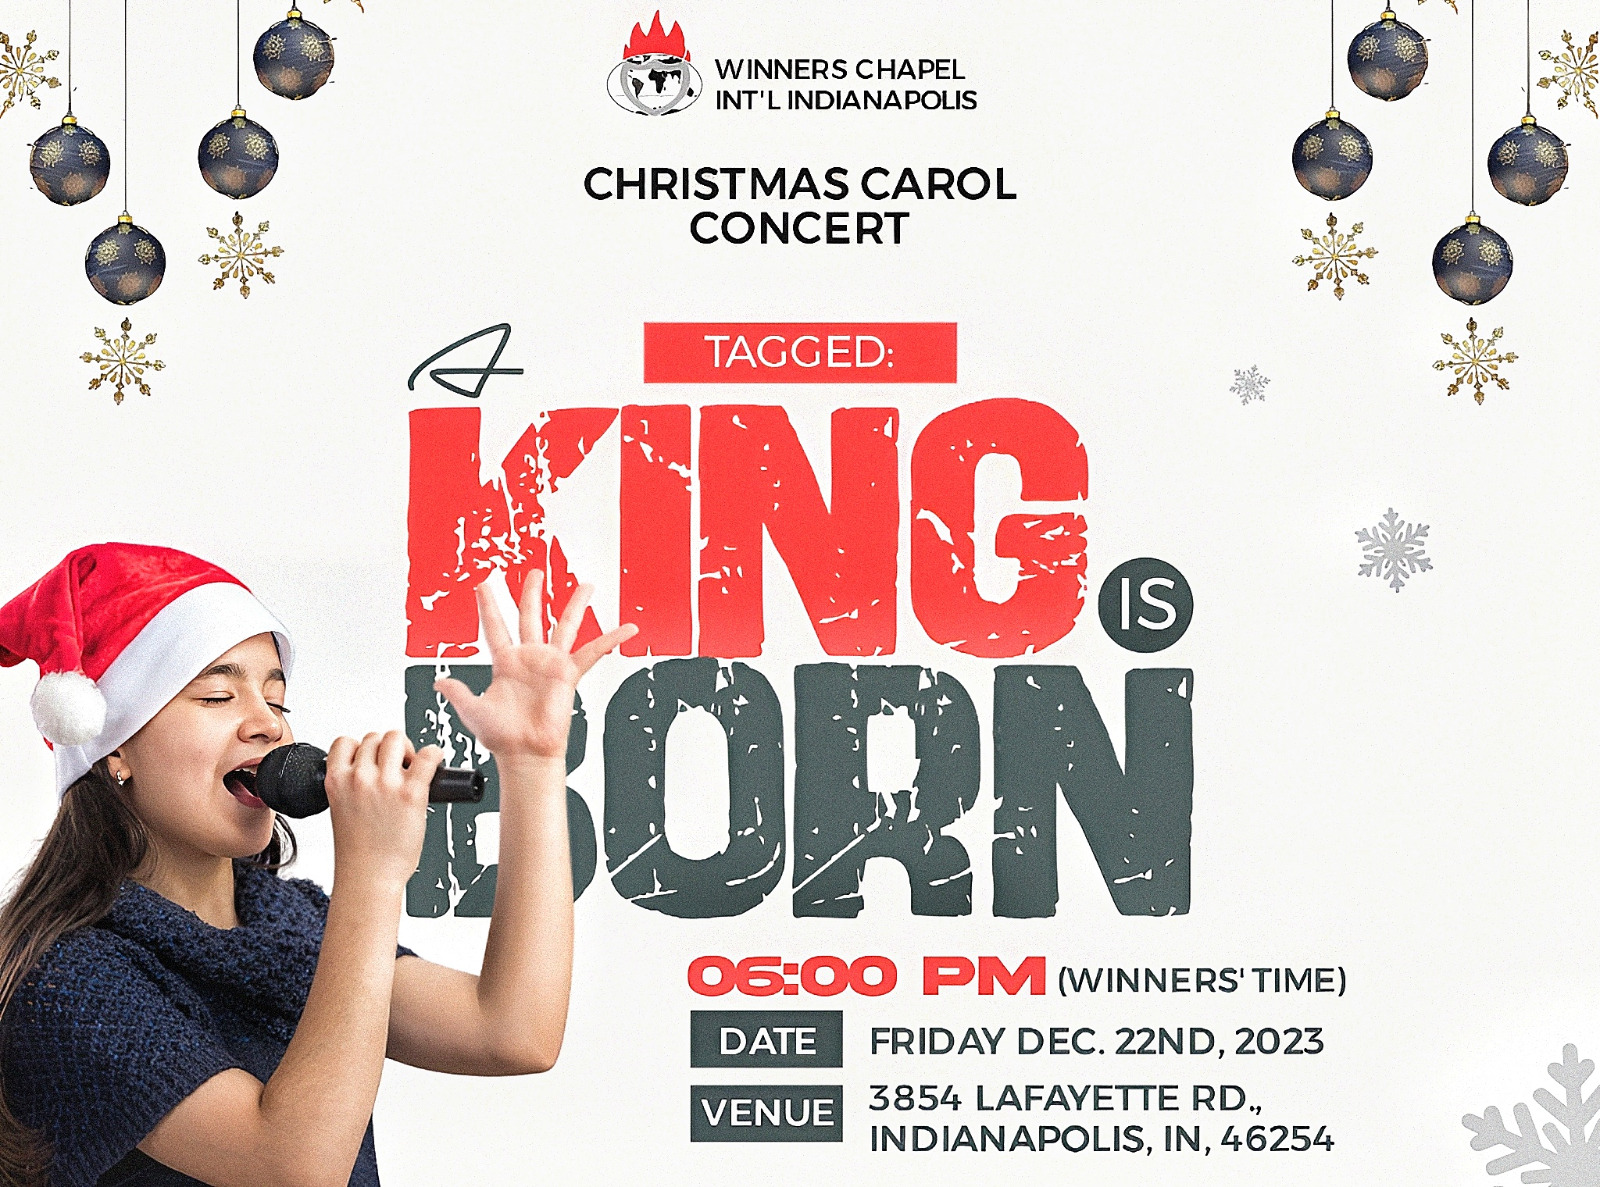 WINNERS CHAPEL
INT'L INDIANAPOLIS
CHRISTMAS CAROL
CONCERT
TAGGED:
A
KING
IS
BORN
06:00 PM (WINNERS' TIME)
DATE FRIDAY DEC. 22ND, 2023
VENUE 3854 LAFAYETTE RD.,
INDIANAPOLIS, IN, 46254